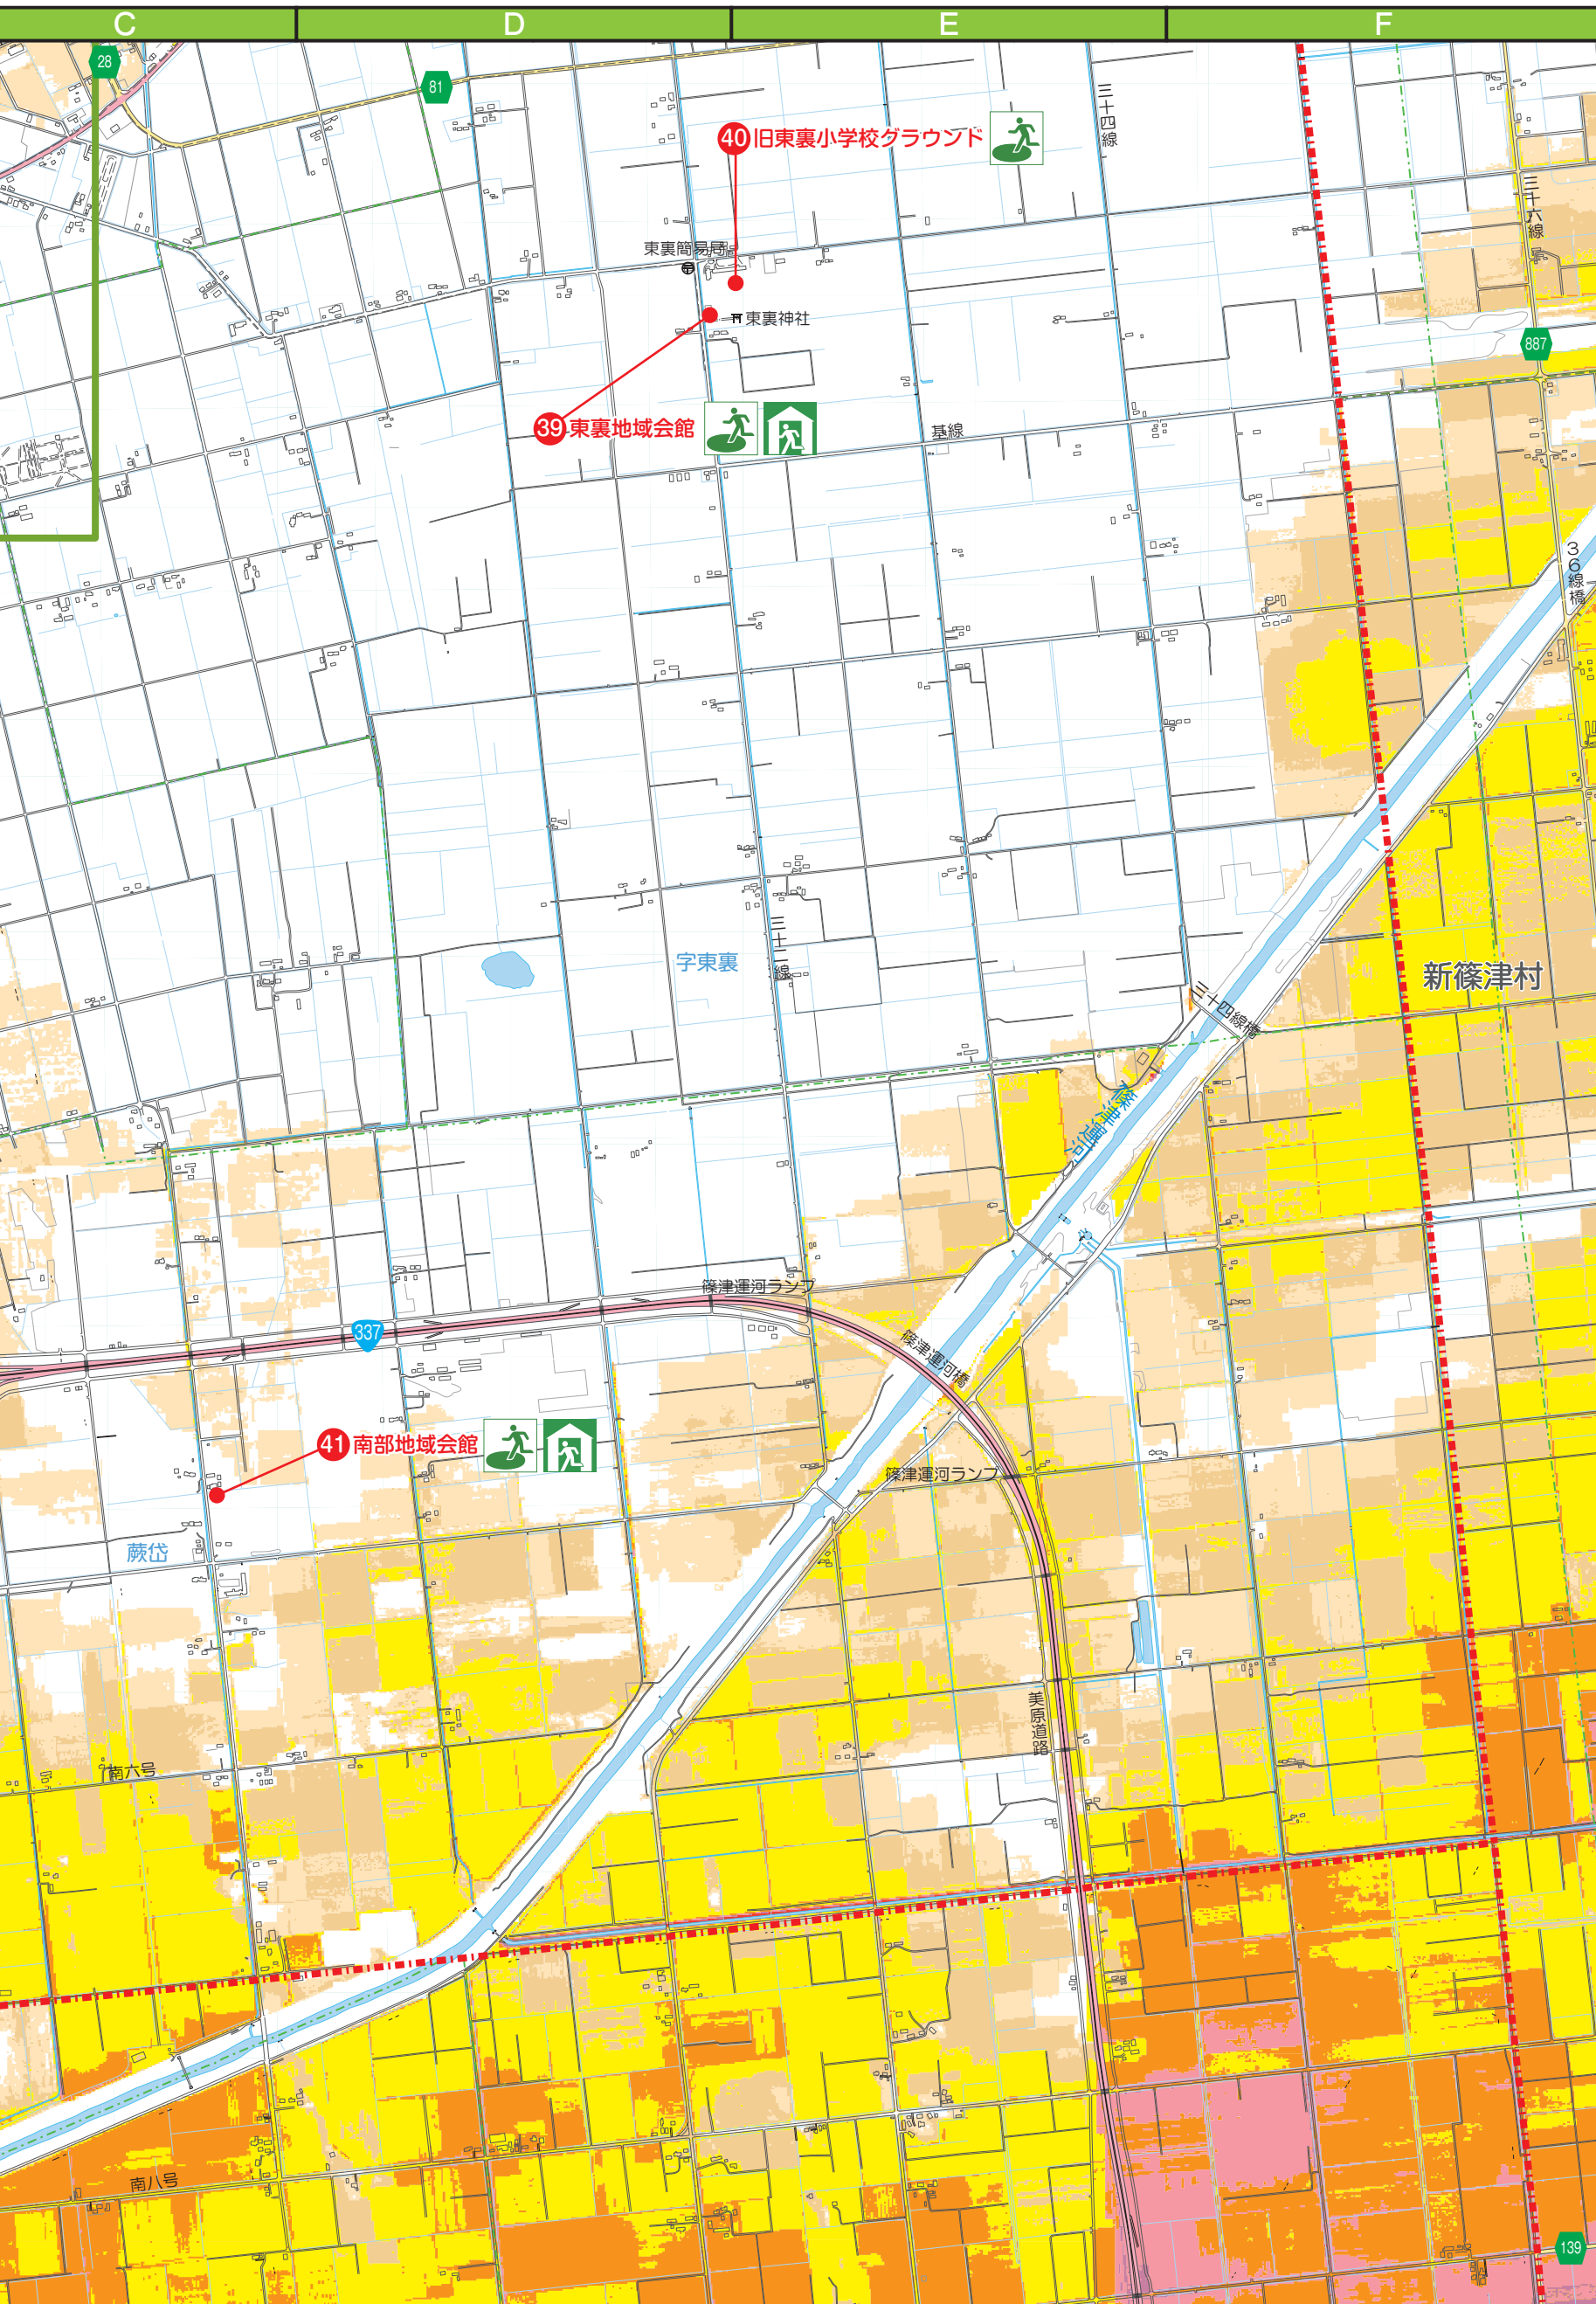 C
D
E
F
28
81
三十四線
40 旧東裏小学校グラウンド
三十六線
東裏簡易局
東裏神社
887
39 東裏地域会館
基線
36線橋
三十二線
字東裏
新篠津村
三十四線橋
篠津運河
篠津運河ランプ
337
篠津運河橋
41 南部地域会館
篠津運河ランプ
蕨岱
美原道路
南六号
南八号
139